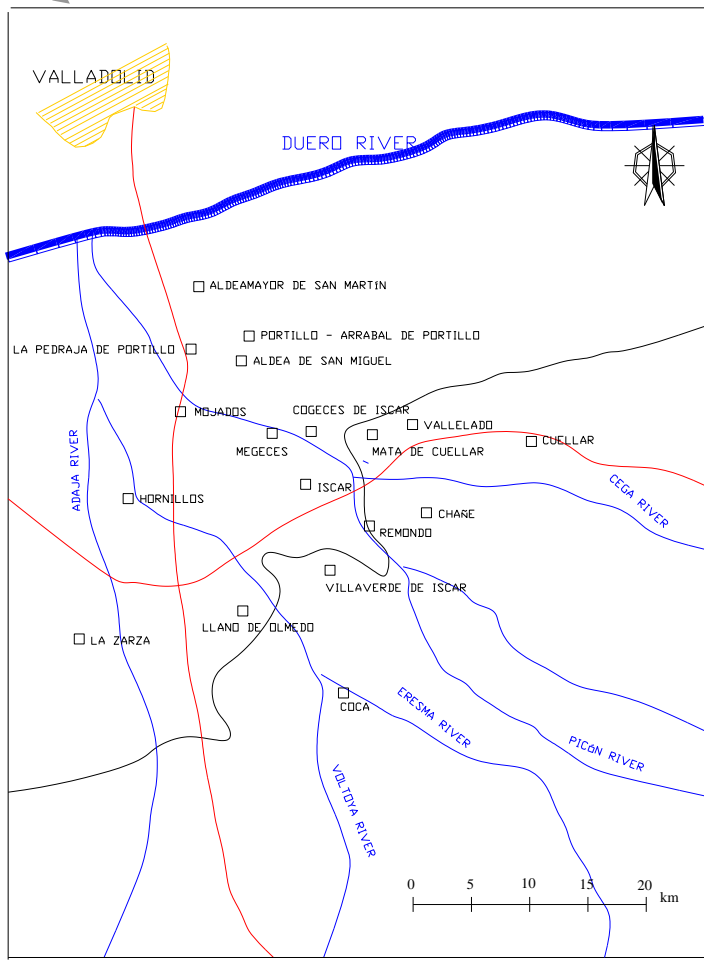 VALLADOLID
DUERO RIVER
ALDEAMAYOR DE SAN MARTIN
PORTILLO - ARRABAL DE PORTILLO
LA PEDRAJA DE PORTILLO
ALDEA DE SAN MIGUEL
MOJADOS
COGECES DE ISCAR
VALLELADO
MEGECES
MATA DE CUELLAR
CUELLAR
ADAJA RIVER
ISCAR
CEGA RIVER
HORNILLOS
CHAÑE
REMONDO
VILLAVERDE DE ISCAR
LLANO DE OLMEDO
LA ZARZA
COCA
ERESMA RIVER
PICóN RIVER
VOLTOYA RIVER
0 5 10 15 20
km